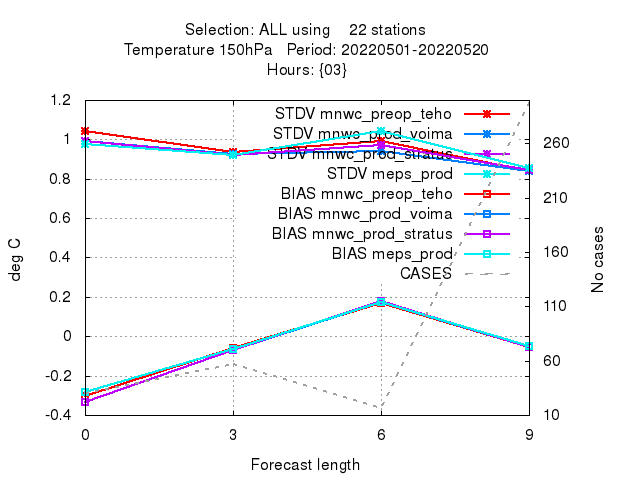 Selection: ALL using 22 stations
Temperature 150hPa Period: 20220501-20220520
Hours: {03}
1.2
1
0.8
0.6
0.4
0.2
0
-0.2
-0.4
deg C
STDV mnwc_preop_teho
STDV mnwc_prod_voima
STDV mnwc_prod_stratus
STDV meps_prod
BIAS mnwc_preop_teho
BIAS mnwc_prod_voima
BIAS mnwc_prod_stratus
BIAS meps_prod
CASES
260
210
160
110
60
10
No cases
0 3 6 9
Forecast length